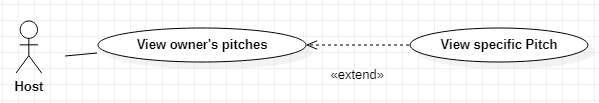 View owner's pitches
View specific Pitch
«extend»
Host